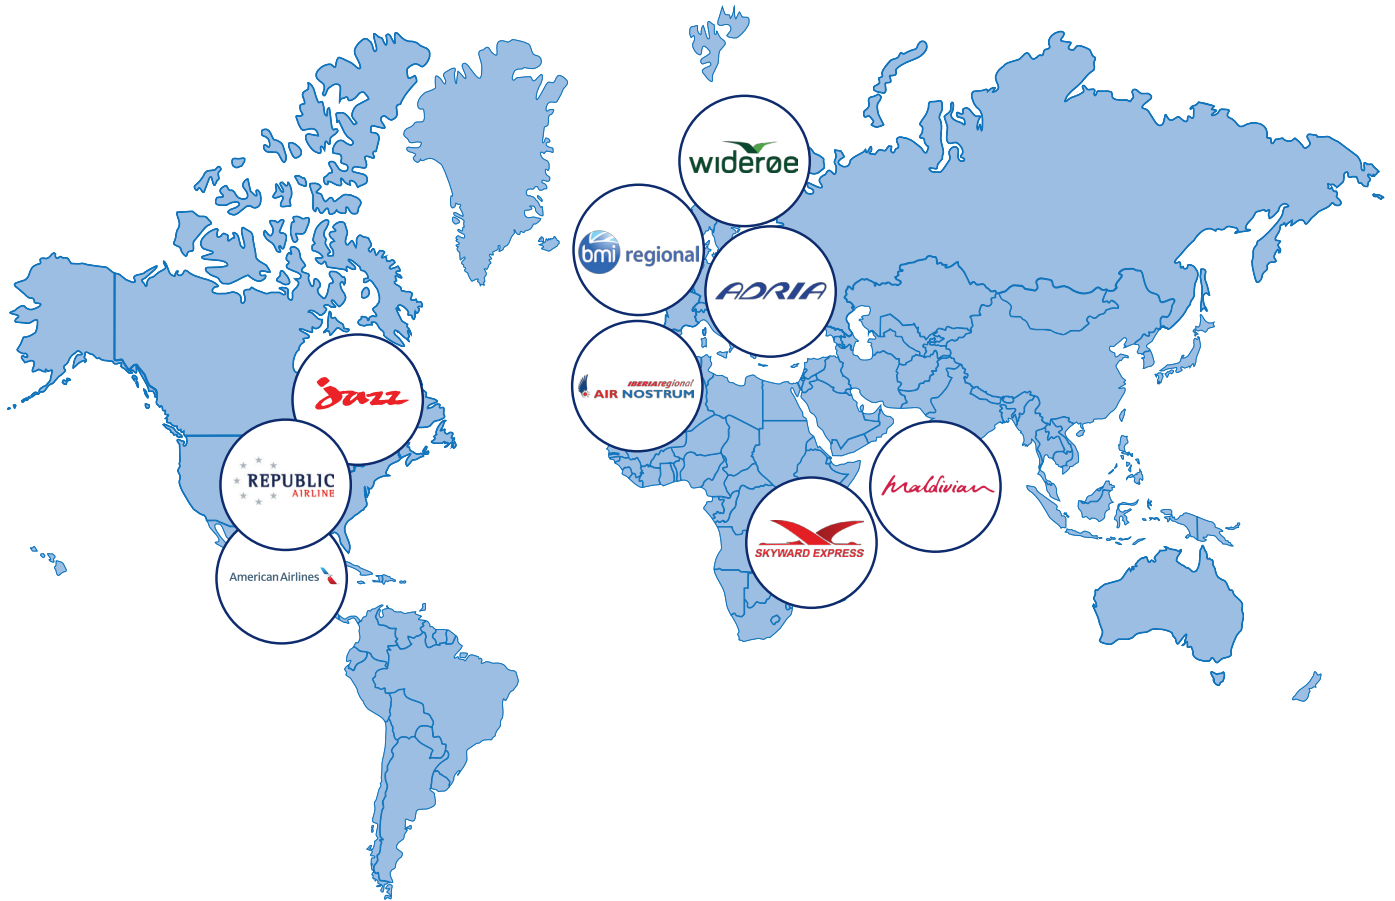 widerøe
bmi regional
ADRIA
IBERIAregional
AIR NOSTRUM
Jazz
REPUBLIC
AIRLINE
American Airlines
Maldivian
SKYWARD EXPRESS